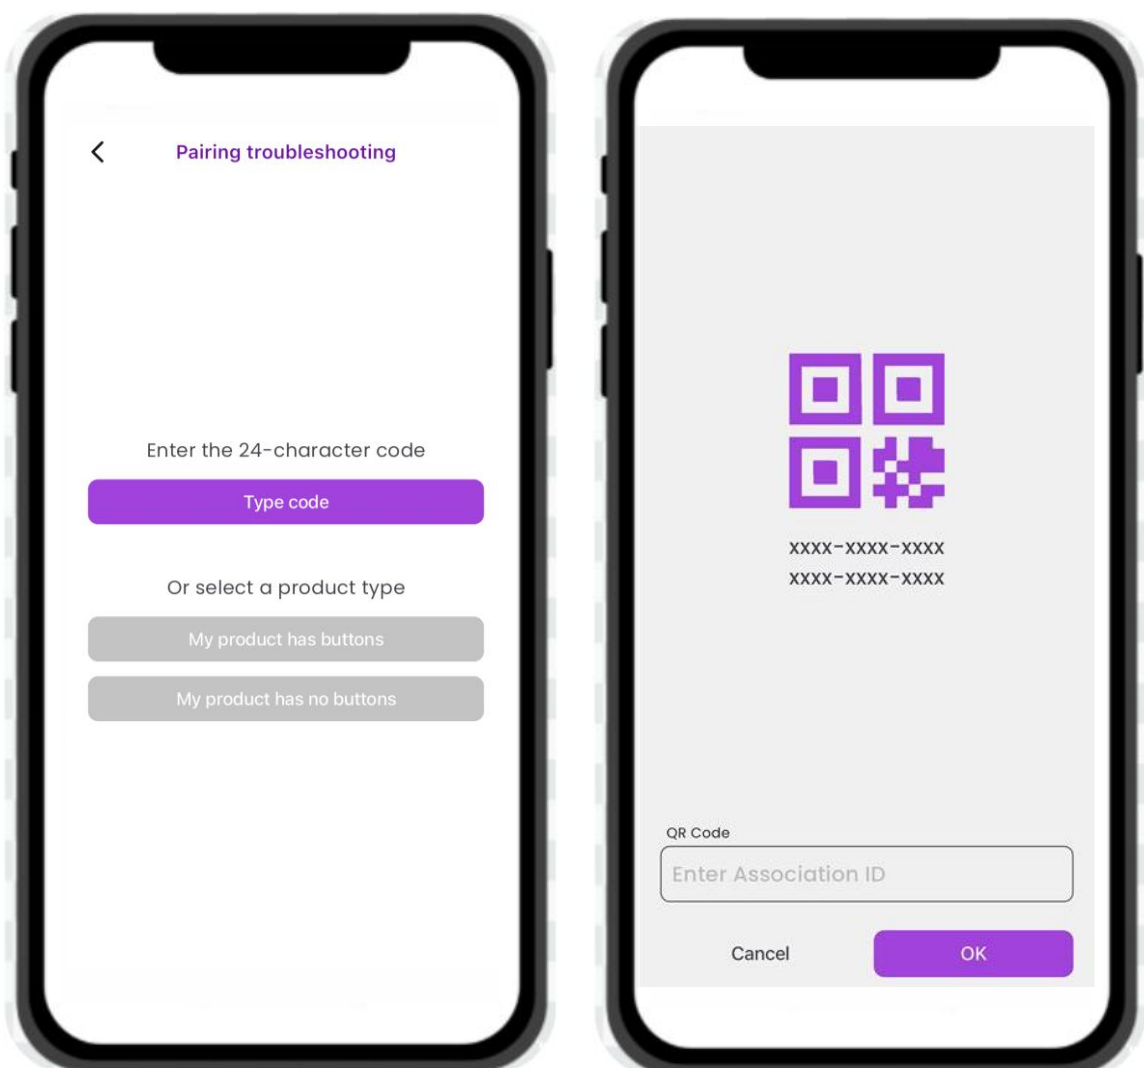 Pairing troubleshooting
Enter the 24-character code
Type code
Or select a product type
My product has buttons
My product has no buttons
xxxx-xxxx-xxxx
xxxx-xxxx-xxxx
QR Code
Enter Association ID
Cancel
OK